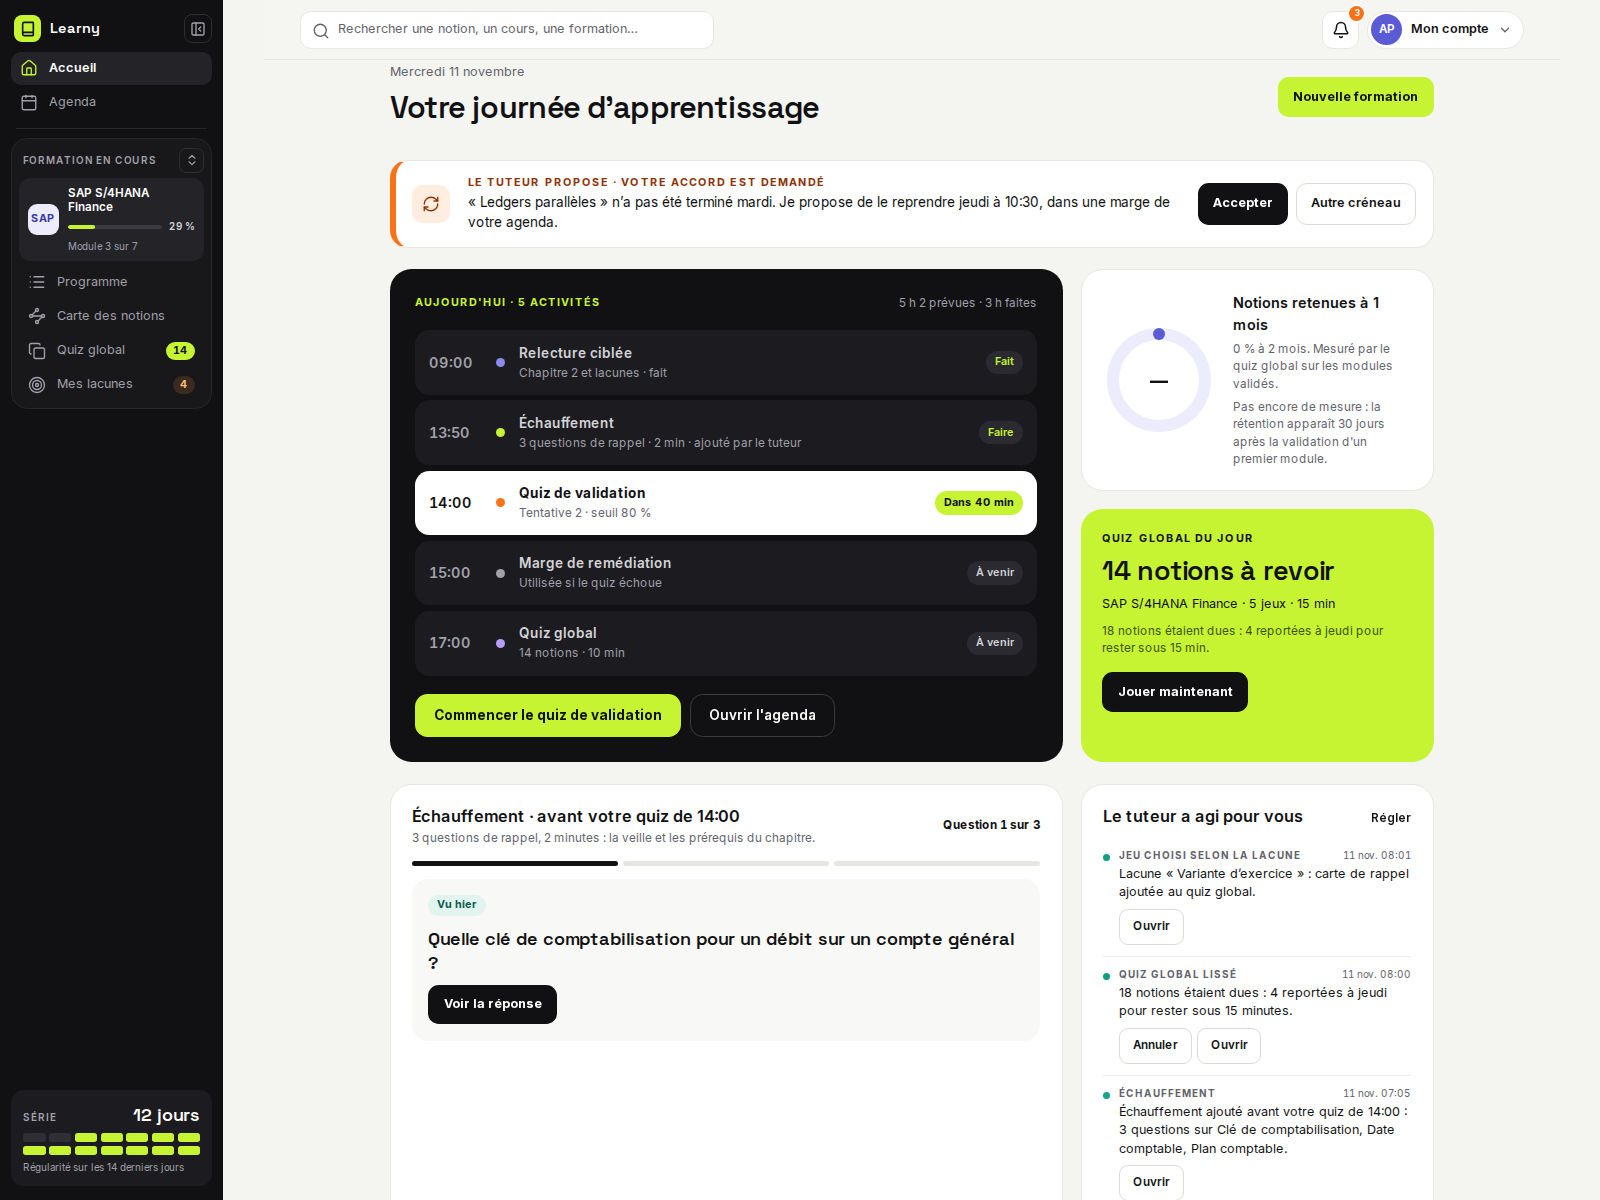 Learny
Accueil
Agenda
FORMATION EN COURS
SAP
SAP S/4HANA
Finance
29 %
Module 3 sur 7
Programme
Carte des notions
Quiz global
14
Mes lacunes
4
SÉRIE
12 jours
Régularité sur les 14 derniers jours
Rechercher une notion, un cours, une formation...
3
AP
Mon compte
Mercredi 11 novembre
Votre journée d’apprentissage
Nouvelle formation
LE TUTEUR PROPOSE · VOTRE ACCORD EST DEMANDÉ
« Ledgers parallèles » n’a pas été terminé mardi. Je propose de le reprendre jeudi à 10:30, dans une marge de
votre agenda.
Accepter
Autre créneau
AUJOURD'HUI · 5 ACTIVITÉS
5 h 2 prévues · 3 h faites
09:00
Relecture ciblée
Chapitre 2 et lacunes · fait
Fait
13:50
Échauffement
3 questions de rappel · 2 min · ajouté par le tuteur
Faire
14:00
Quiz de validation
Tentative 2 · seuil 80 %
Dans 40 min
15:00
Marge de remédiation
Utilisée si le quiz échoue
À venir
17:00
Quiz global
14 notions · 10 min
À venir
Commencer le quiz de validation
Ouvrir l'agenda
—
Notions retenues à 1
mois
0 % à 2 mois. Mesuré par le
quiz global sur les modules
validés.
Pas encore de mesure : la
rétention apparaît 30 jours
après la validation d'un
premier module.
QUIZ GLOBAL DU JOUR
14 notions à revoir
SAP S/4HANA Finance · 5 jeux · 15 min
18 notions étaient dues : 4 reportées à jeudi pour
rester sous 15 min.
Jouer maintenant
Échauffement · avant votre quiz de 14:00
3 questions de rappel, 2 minutes : la veille et les prérequis du chapitre.
Question 1 sur 3
Vu hier
Quelle clé de comptabilisation pour un débit sur un compte général
?
Voir la réponse
Le tuteur a agi pour vous
Régler
JEU CHOISI SELON LA LACUNE
11 nov. 08:01
Lacune « Variante d’exercice » : carte de rappel
ajoutée au quiz global.
Ouvrir
QUIZ GLOBAL LISSÉ
11 nov. 08:00
18 notions étaient dues : 4 reportées à jeudi
pour rester sous 15 minutes.
Annuler
Ouvrir
ÉCHAUFFEMENT
11 nov. 07:05
Échauffement ajouté avant votre quiz de 14:00 :
3 questions sur Clé de comptabilisation, Date
comptable, Plan comptable.
Ouvrir